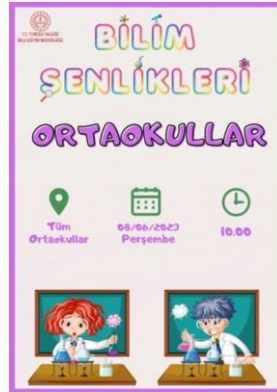 BİLİM
ŞENLİKLERİ
ORTAOKULLAR
Tüm
Ortaokullar
08/06/2023
Perşembe
10.00